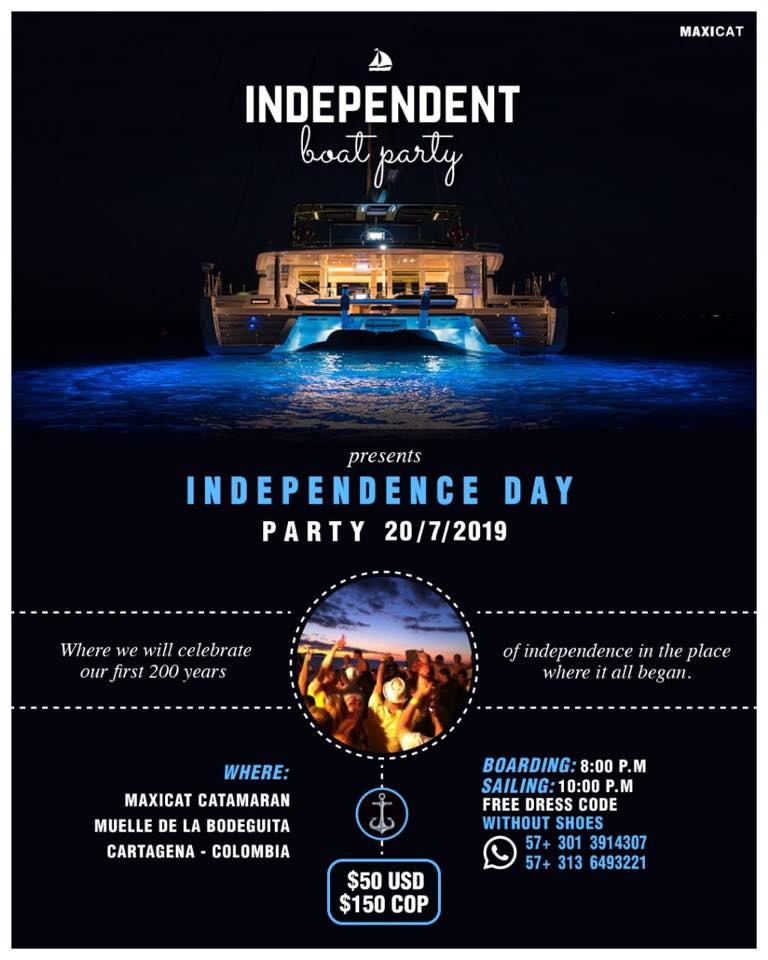 MAXICAT
INDEPENDENT
boat party
presents
INDEPENDENCE DAY
PARTY 20/7/2019
Where we will celebrate
our first 200 years
of independence in the place
where it all began.
WHERE:
MAXICAT CATAMARAN
MUELLE DE LA BODEGUITA
CARTAGENA - COLOMBIA
BOARDING: 8:00 P.M
SAILING: 10:00 P.M
FREE DRESS CODE
WITHOUT SHOES
57+ 301 3914307
57+ 313 6493221
$50 USD
$150 COP